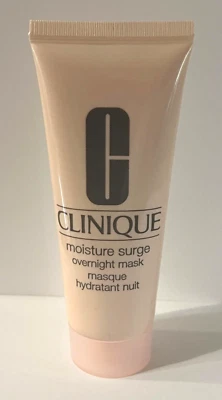 C
CLINIQUE
moisture surge
overnight mask
masque
hydratant nuit